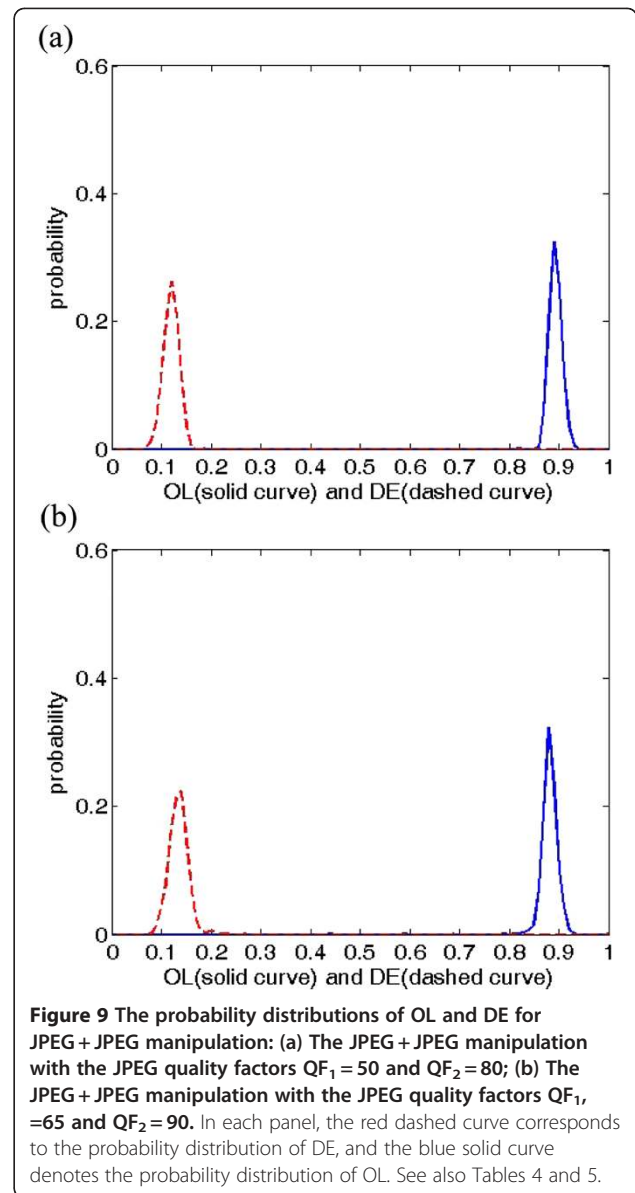 (a)
0.6
0.4
0.2
0
probability
0 0.1 0.2 0.3 0.4 0.5 0.6 0.7 0.8 0.9 1
OL(solid curve) and DE(dashed curve)
(b)
0.6
0.4
0.2
0
probability
0 0.1 0.2 0.3 0.4 0.5 0.6 0.7 0.8 0.9 1
OL(solid curve) and DE(dashed curve)
Figure 9 The probability distributions of OL and DE for
JPEG + JPEG manipulation: (a) The JPEG + JPEG manipulation
with the JPEG quality factors QF₁ = 50 and QF₂ = 80; (b) The
JPEG + JPEG manipulation with the JPEG quality factors QF₁,
=65 and QF₂ = 90. In each panel, the red dashed curve corresponds
to the probability distribution of DE, and the blue solid curve
denotes the probability distribution of OL. See also Tables 4 and 5.